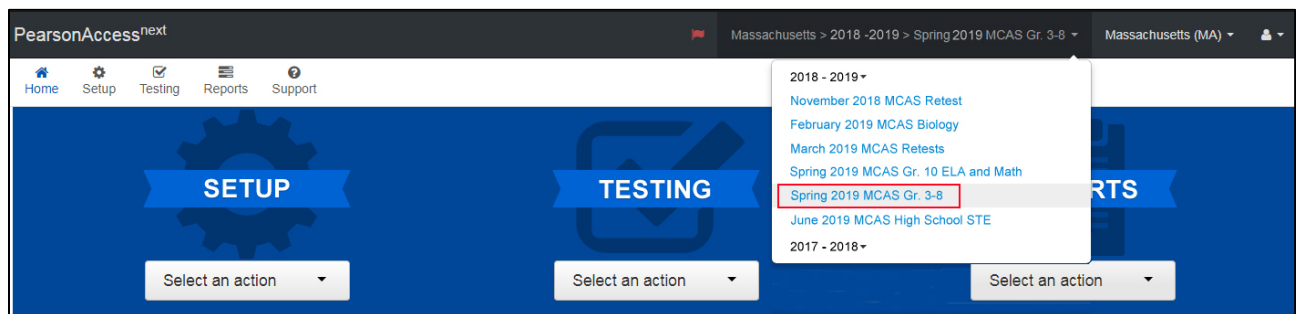 PearsonAccessnext
Massachusetts > 2018 -2019 > Spring 2019 MCAS Gr. 3-8
Massachusetts (MA)
Home
Setup
Testing
Reports
Support
2018 - 2019
November 2018 MCAS Retest
February 2019 MCAS Biology
March 2019 MCAS Retests
Spring 2019 MCAS Gr. 10 ELA and Math
Spring 2019 MCAS Gr. 3-8
June 2019 MCAS High School STE
2017 - 2018
SETUP
TESTING
RTS
Select an action
Select an action
Select an action